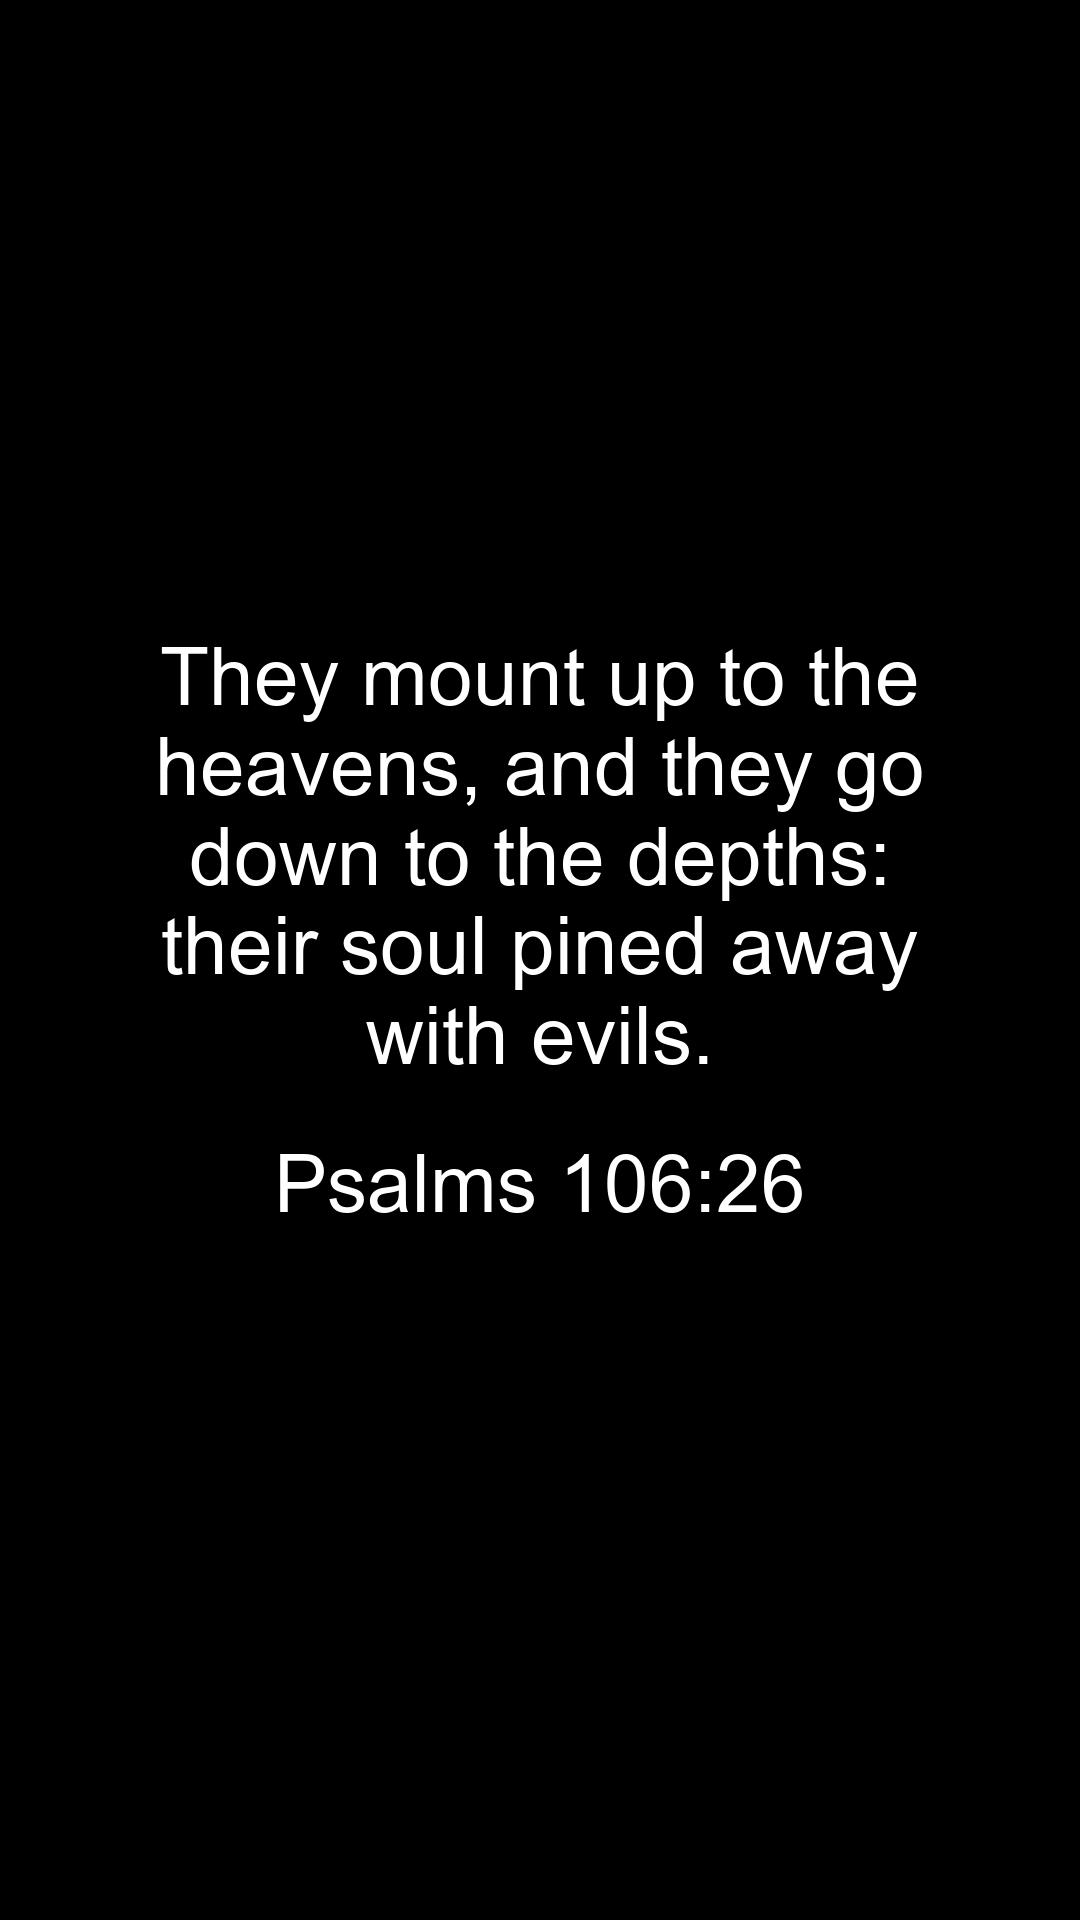 They mount up to the
heavens, and they go
down to the depths:
their soul pined away
with evils.
Psalms 106:26